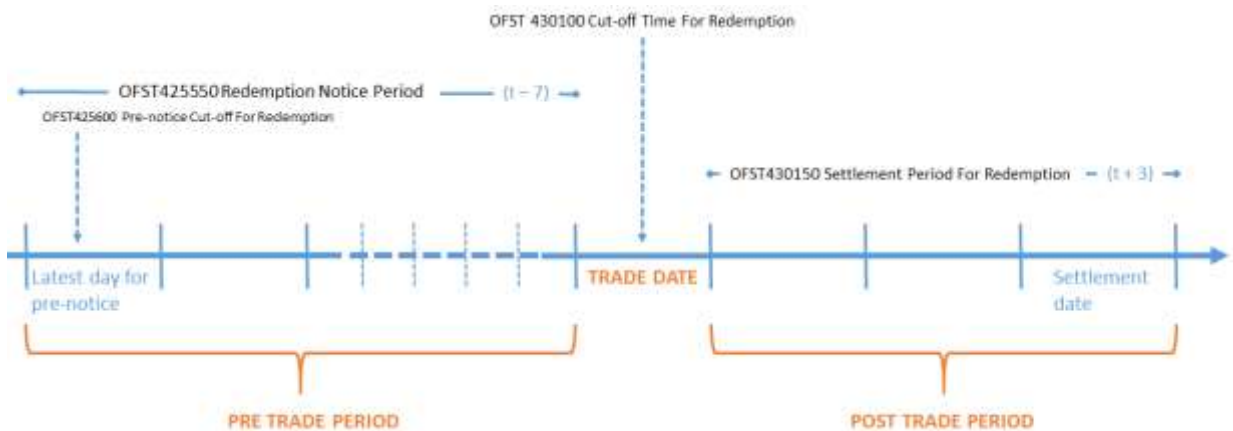 OFST 430100 Cut-off Time For Redemption
OFST425550 Redemption Notice Period (t – 7)
OFST425600 Pre-notice Cut-off For Redemption
OFST430150 Settlement Period For Redemption (t + 3)
Latest day for
pre-notice
TRADE DATE
Settlement
date
PRE TRADE PERIOD
POST TRADE PERIOD